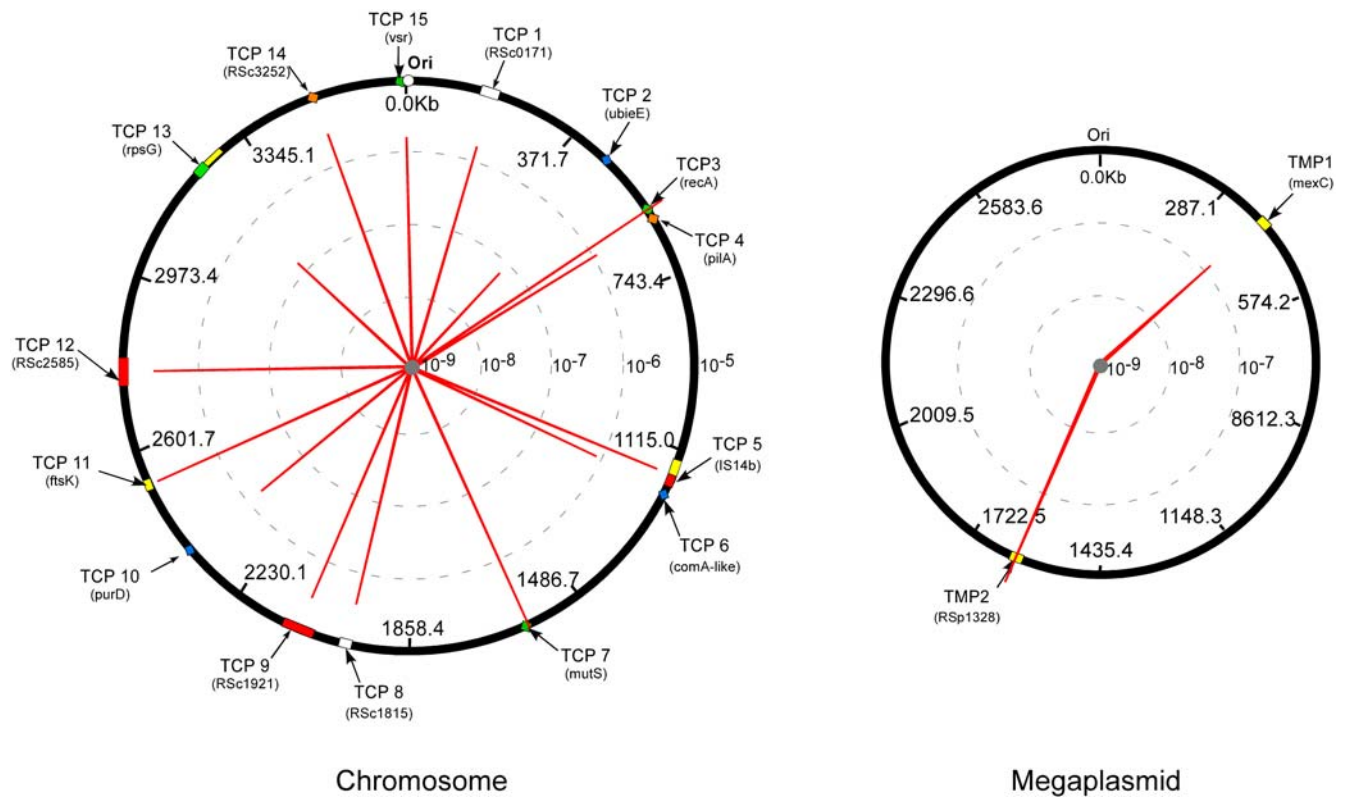 TCP 15
(vsr)
Ori
0.0Kb
TCP 1
(RSc0171)
TCP 2
(ubieE)
371.7
TCP3
(recA)
TCP 4
(pilA)
743.4
10-9
10-8
10-7
10-6
10-5
1115.0
TCP 5
(IS14b)
TCP 6
(comA-like)
1486.7
TCP 7
(mutS)
1858.4
TCP 8
(RSc1815)
TCP 9
(RSc1921)
2230.1
TCP 10
(purD)
TCP 11
(ftsK)
2601.7
TCP 12
(RSc2585)
2973.4
TCP 13
(rpsG)
3345.1
TCP 14
(RSc3252)
Chromosome
Ori
0.0Kb
287.1
TMP1
(mexC)
574.2
10-9
10-8
10-7
8612.3
1148.3
1435.4
TMP2
(RSp1328)
1722.5
2009.5
2296.6
2583.6
Megaplasmid